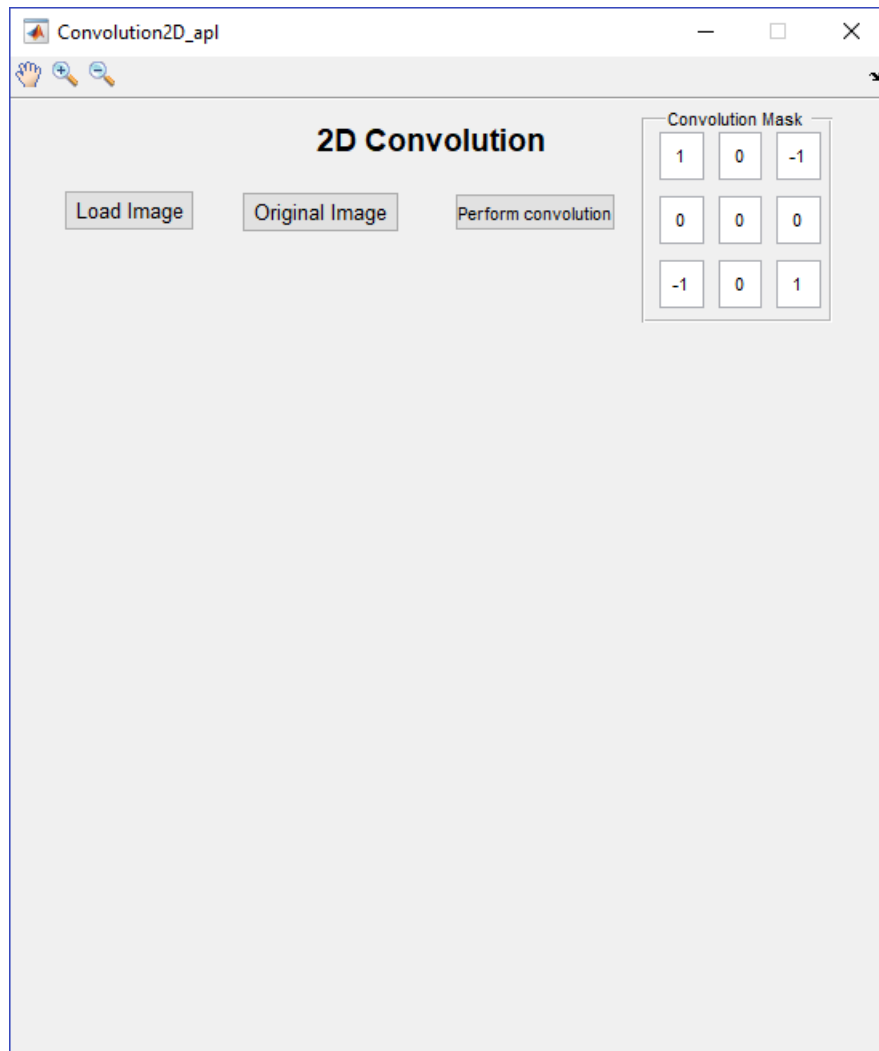 Convolution2D_apl
2D Convolution
Load Image
Original Image
Perform convolution
Convolution Mask
1 0 -1
0 0 0
-1 0 1